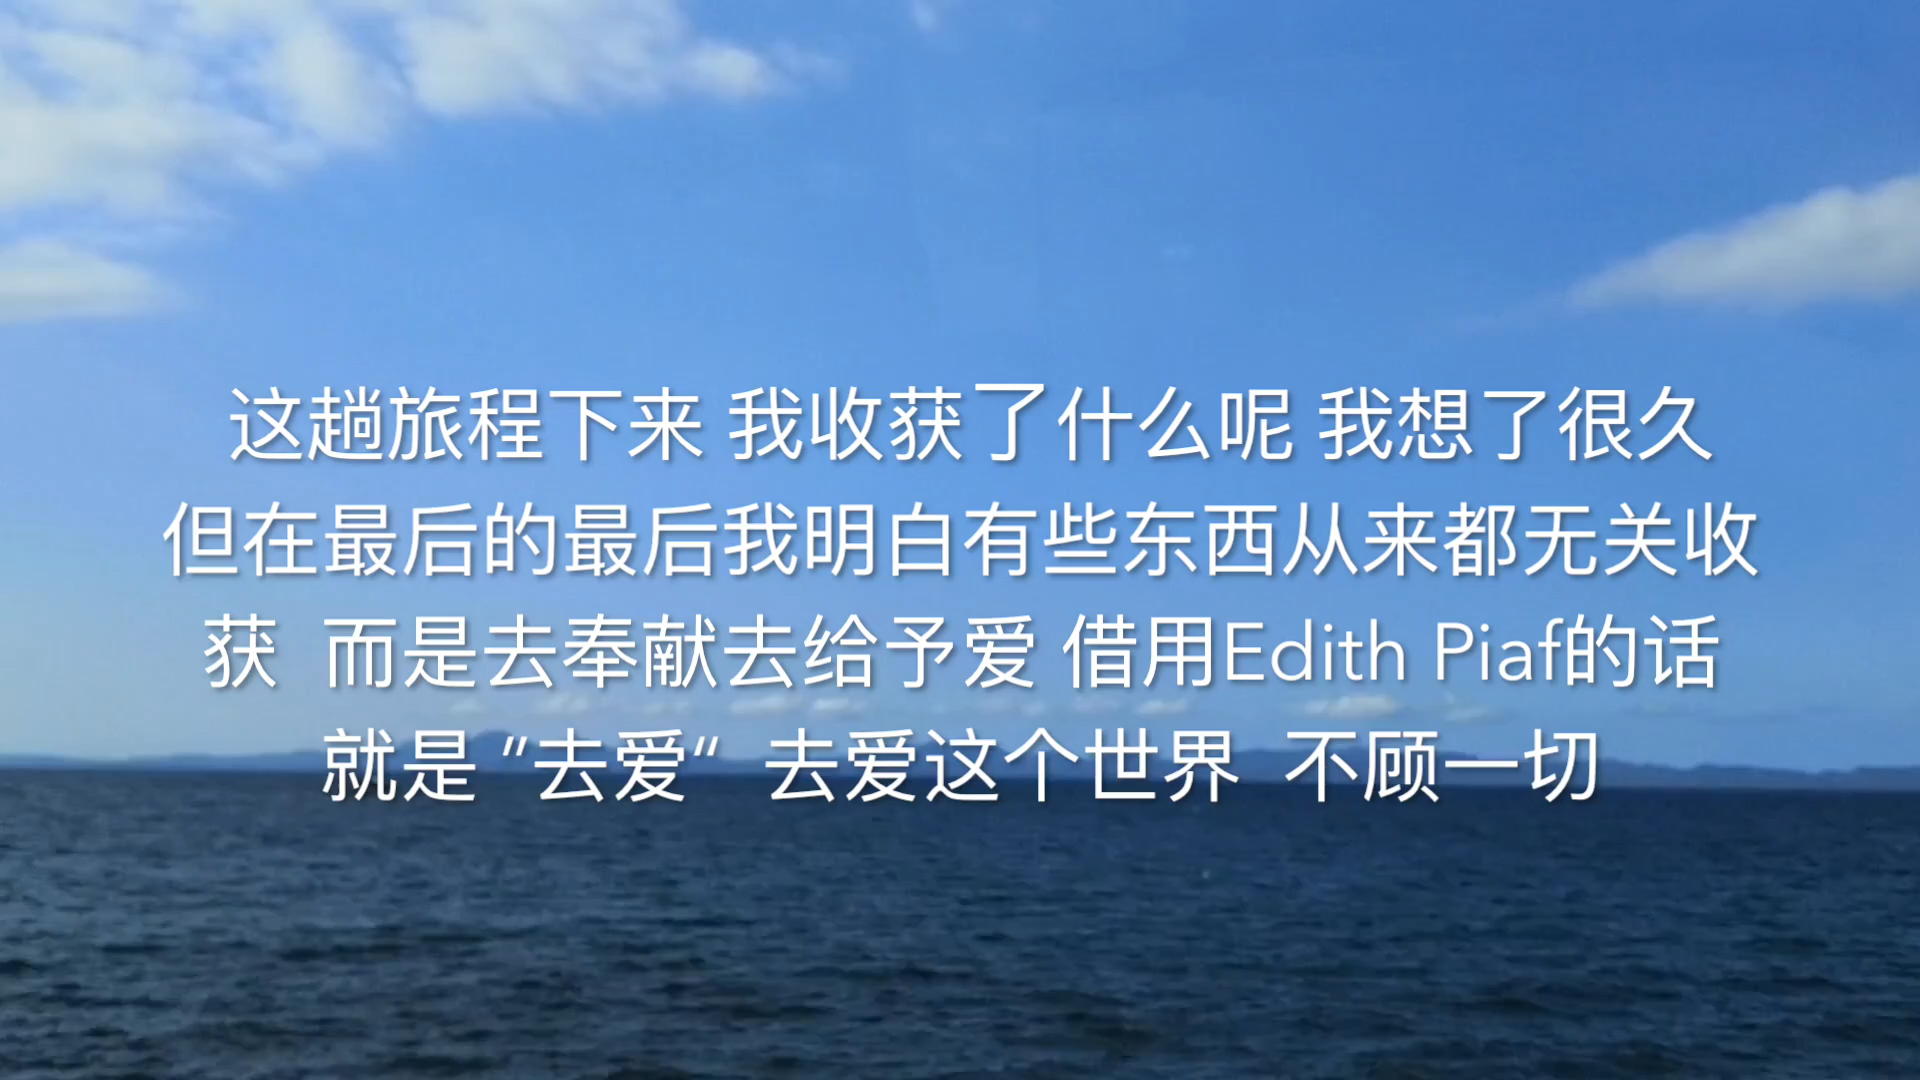 这趟旅程下来 我收获了什么呢 我想了很久
但在最后的最后我明白有些东西从来都无关收
获  而是去奉献去给予爱 借用Edith Piaf的话
就是 "去爱“  去爱这个世界  不顾一切